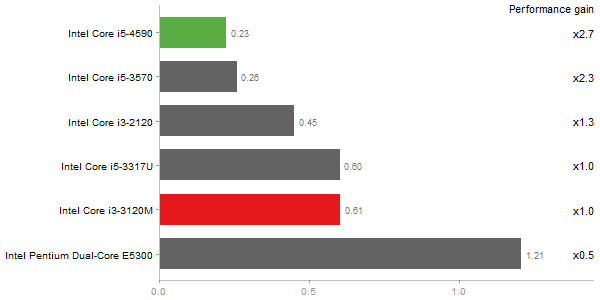 Performance gain
Intel Core i5-4590 0.23 x2.7
Intel Core i5-3570 0.26 x2.3
Intel Core i3-2120 0.45 x1.3
Intel Core i5-3317U 0.60 x1.0
Intel Core i3-3120M 0.61 x1.0
Intel Pentium Dual-Core E5300 1.21 x0.5
0.0 0.5 1.0